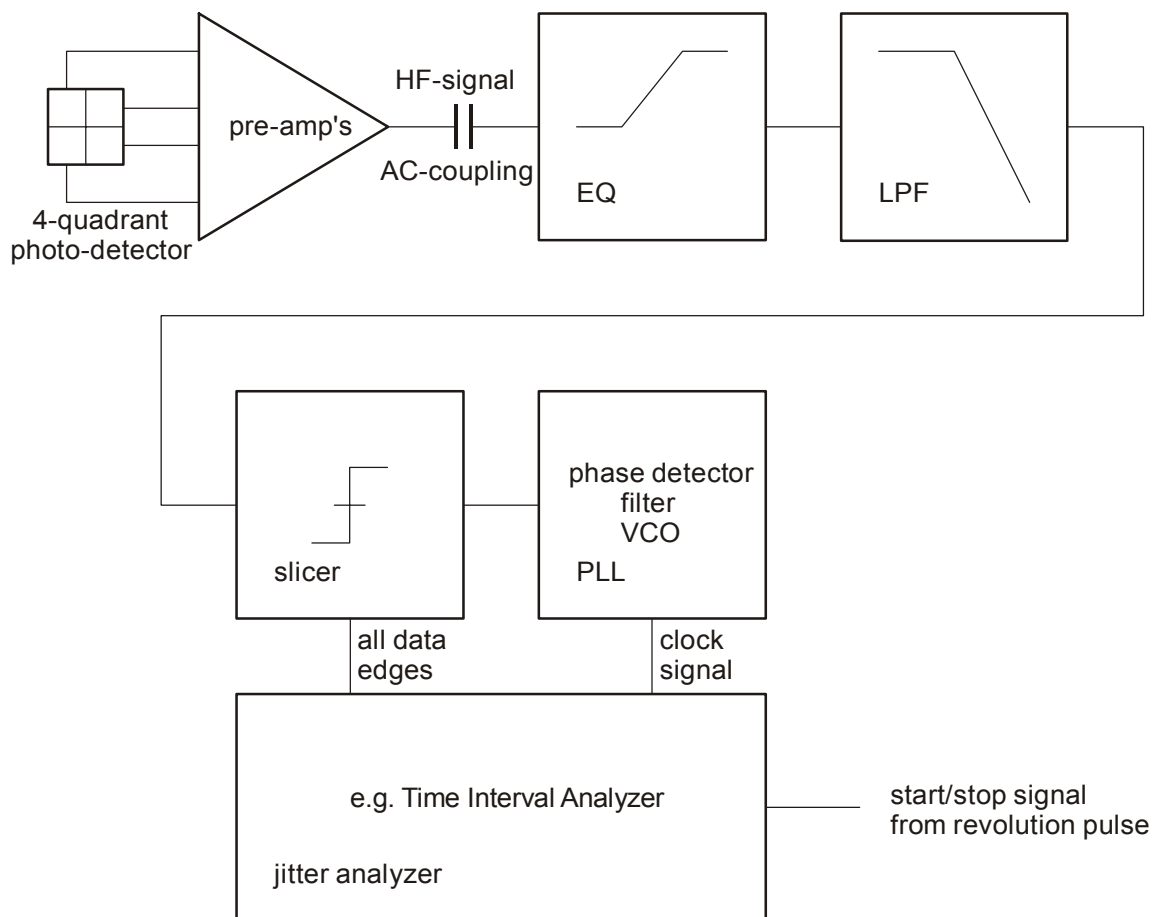 HF-signal
pre-amp's
AC-coupling
EQ
LPF
4-quadrant
photo-detector
phase detector
filter
VCO
slicer
PLL
all data
edges
clock
signal
e.g. Time Interval Analyzer
start/stop signal
from revolution pulse
jitter analyzer